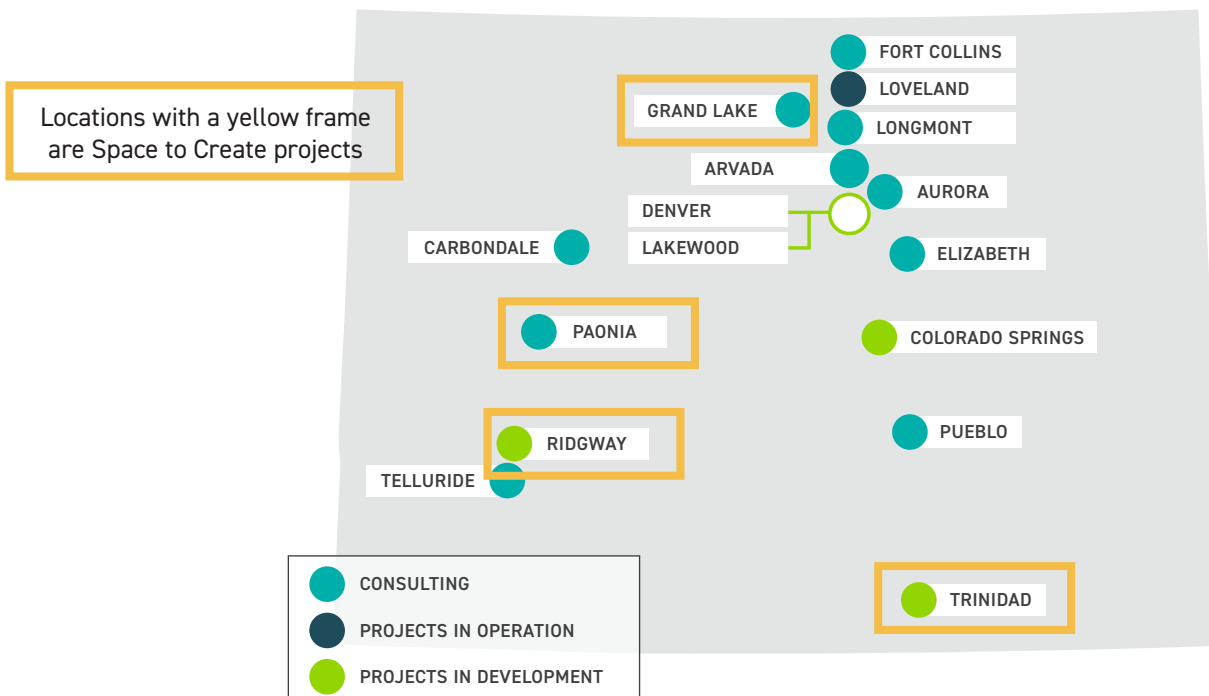 Locations with a yellow frame
are Space to Create projects
FORT COLLINS
LOVELAND
GRAND LAKE
LONGMONT
ARVADA
AURORA
DENVER
LAKEWOOD
CARBONDALE
ELIZABETH
PAONIA
COLORADO SPRINGS
RIDGWAY
PUEBLO
TELLURIDE
CONSULTING
PROJECTS IN OPERATION
PROJECTS IN DEVELOPMENT
TRINIDAD